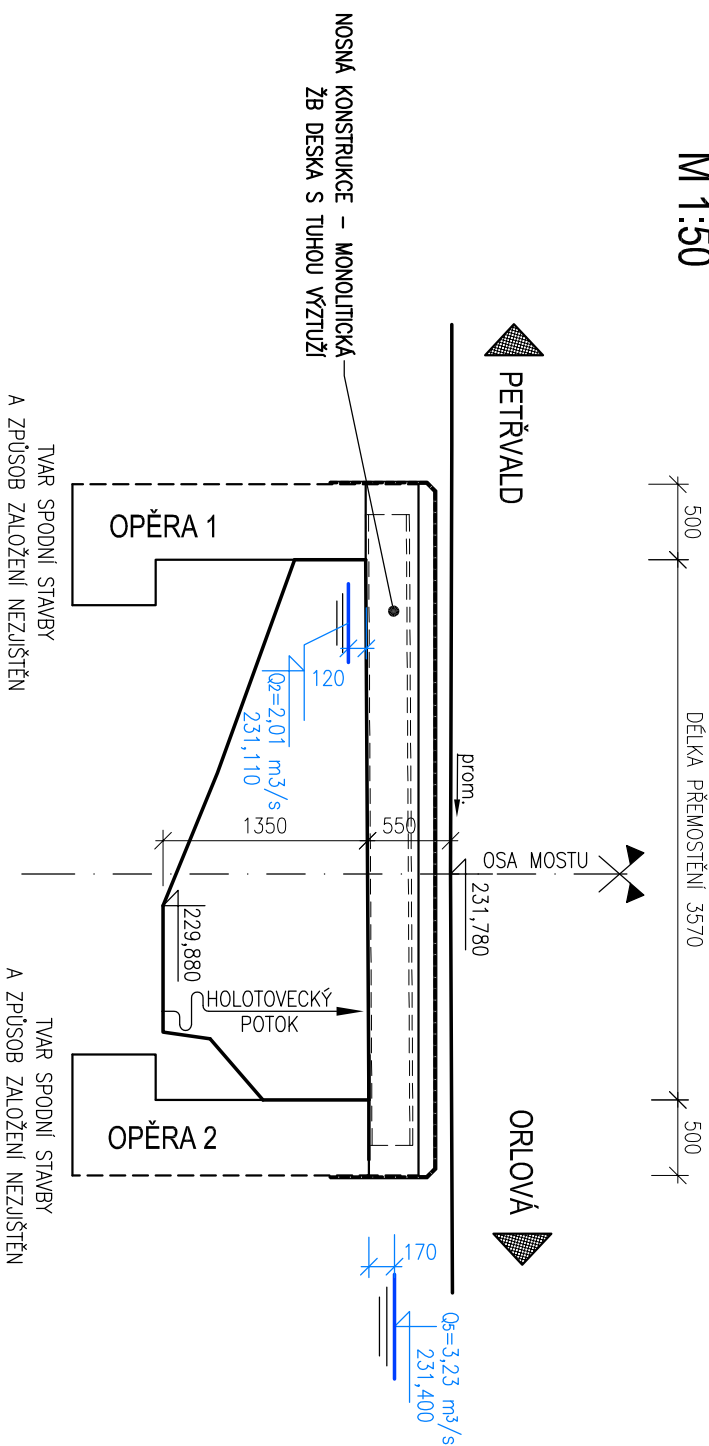 M 1:50
500
DÉLKA PŘEMOSTĚNÍ 3570
500
PETŘVALD
ORLOVÁ
OSA MOSTU
231,780
prom.
NOSNÁ KONSTRUKCE – MONOLITICKÁ
ŽB DESKA S TUHOU VÝZTUŽÍ
550
1350
170
Q5=3,23 m³/s
231,400
120
Q2=2,01 m3/s
231,110
229,880
HOLOTOVECKÝ
POTOK
OPĚRA 1
OPĚRA 2
TVAR SPODNÍ STAVBY
A ZPŮSOB ZALOŽENÍ NEZJIŠTĚN
TVAR SPODNÍ STAVBY
A ZPŮSOB ZALOŽENÍ NEZJIŠTĚN